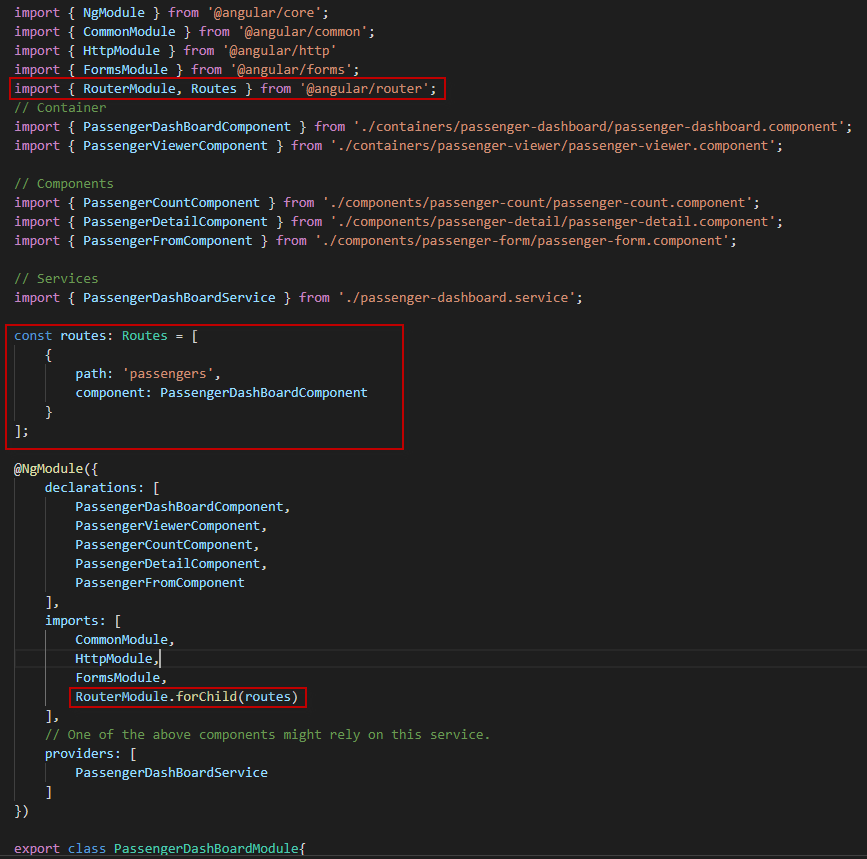 import { NgModule } from '@angular/core';
import { CommonModule } from '@angular/common';
import { HttpModule } from '@angular/http'
import { FormsModule } from '@angular/forms';
import { RouterModule, Routes } from '@angular/router';
// Container
import { PassengerDashBoardComponent } from './containers/passenger-dashboard/passenger-dashboard.component';
import { PassengerViewerComponent } from './containers/passenger-viewer/passenger-viewer.component';

// Components
import { PassengerCountComponent } from './components/passenger-count/passenger-count.component';
import { PassengerDetailComponent } from './components/passenger-detail/passenger-detail.component';
import { PassengerFromComponent } from './components/passenger-form/passenger-form.component';

// Services
import { PassengerDashBoardService } from './passenger-dashboard.service';

const routes: Routes = [
    {
        path: 'passengers',
        component: PassengerDashBoardComponent
    }
];

@NgModule({
    declarations: [
        PassengerDashBoardComponent,
        PassengerViewerComponent,
        PassengerCountComponent,
        PassengerDetailComponent,
        PassengerFromComponent
    ],
    imports: [
        CommonModule,
        HttpModule,
        FormsModule,
        RouterModule.forChild(routes)
    ],
    // One of the above components might rely on this service.
    providers: [
        PassengerDashBoardService
    ]
})

export class PassengerDashBoardModule{